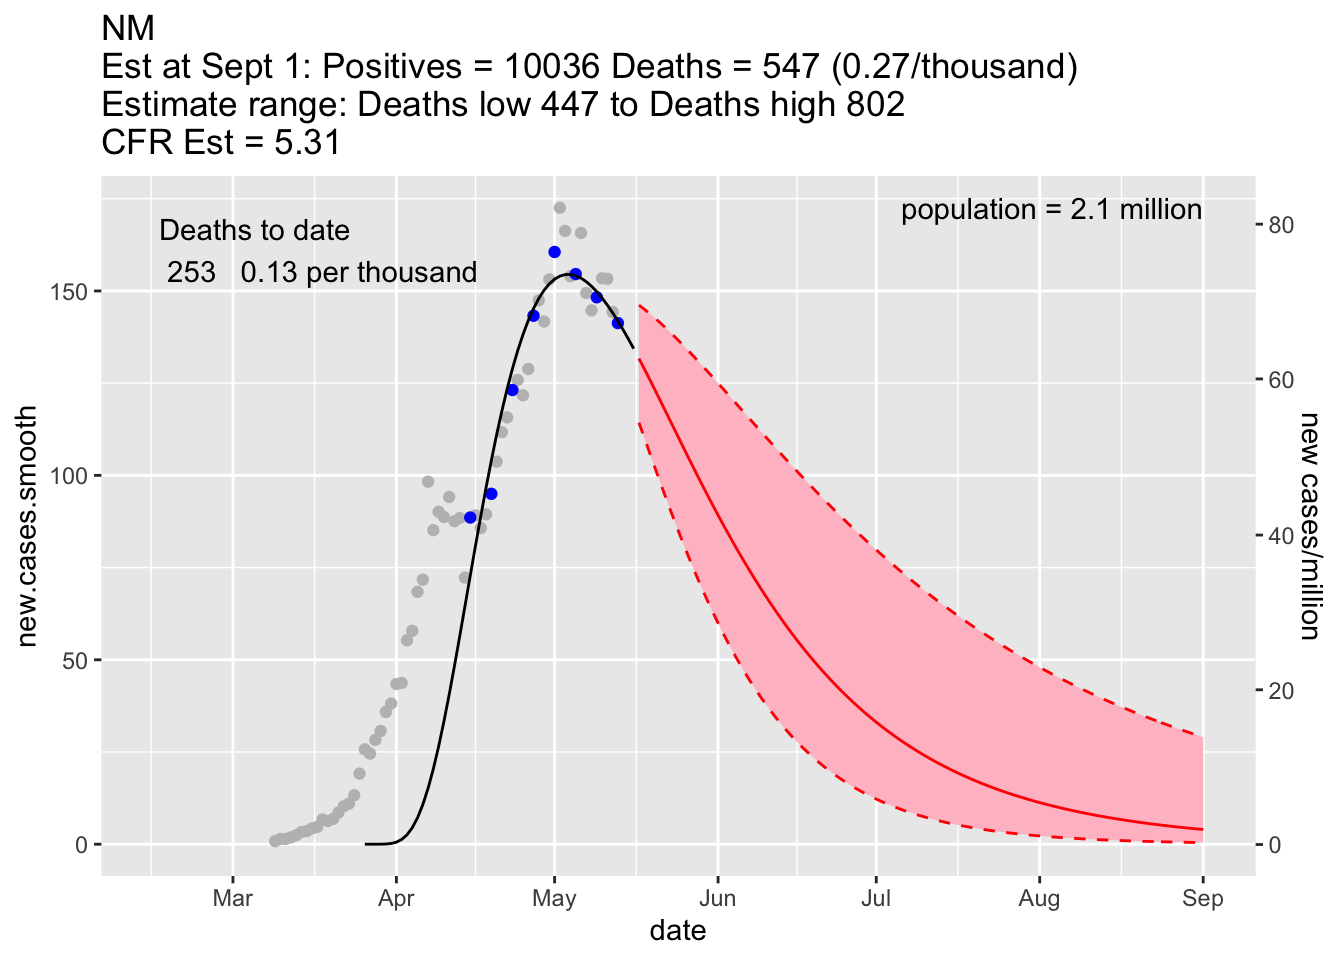 NM
Est at Sept 1: Positives = 10036 Deaths = 547 (0.27/thousand)
Estimate range: Deaths low 447 to Deaths high 802
CFR Est = 5.31
Deaths to date
253 0.13 per thousand
population = 2.1 million
new.cases.smooth
150
100
50
0
80
60
40
20
0
new cases/million
Mar Apr May Jun Jul Aug Sep
date